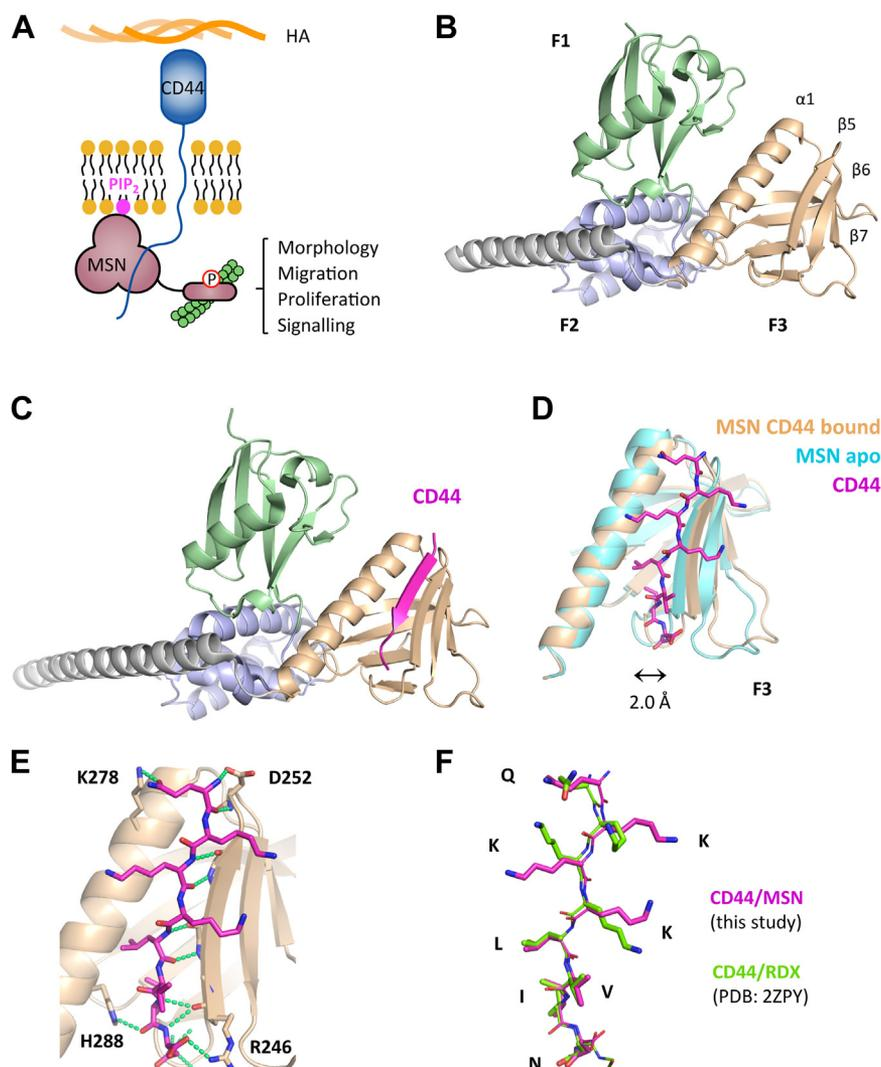 A
HA
CD44
PIP2
MSN
P
Morphology
Migration
Proliferation
Signalling
B
F1
α1
β5
β6
β7
F2
F3
C
CD44
D
MSN CD44 bound
MSN apo
CD44
2.0 Å
F3
E
K278
D252
H288
R246
F
Q
K
K
K
L
I
V
N
CD44/MSN
(this study)
CD44/RDX
(PDB: 2ZPY)